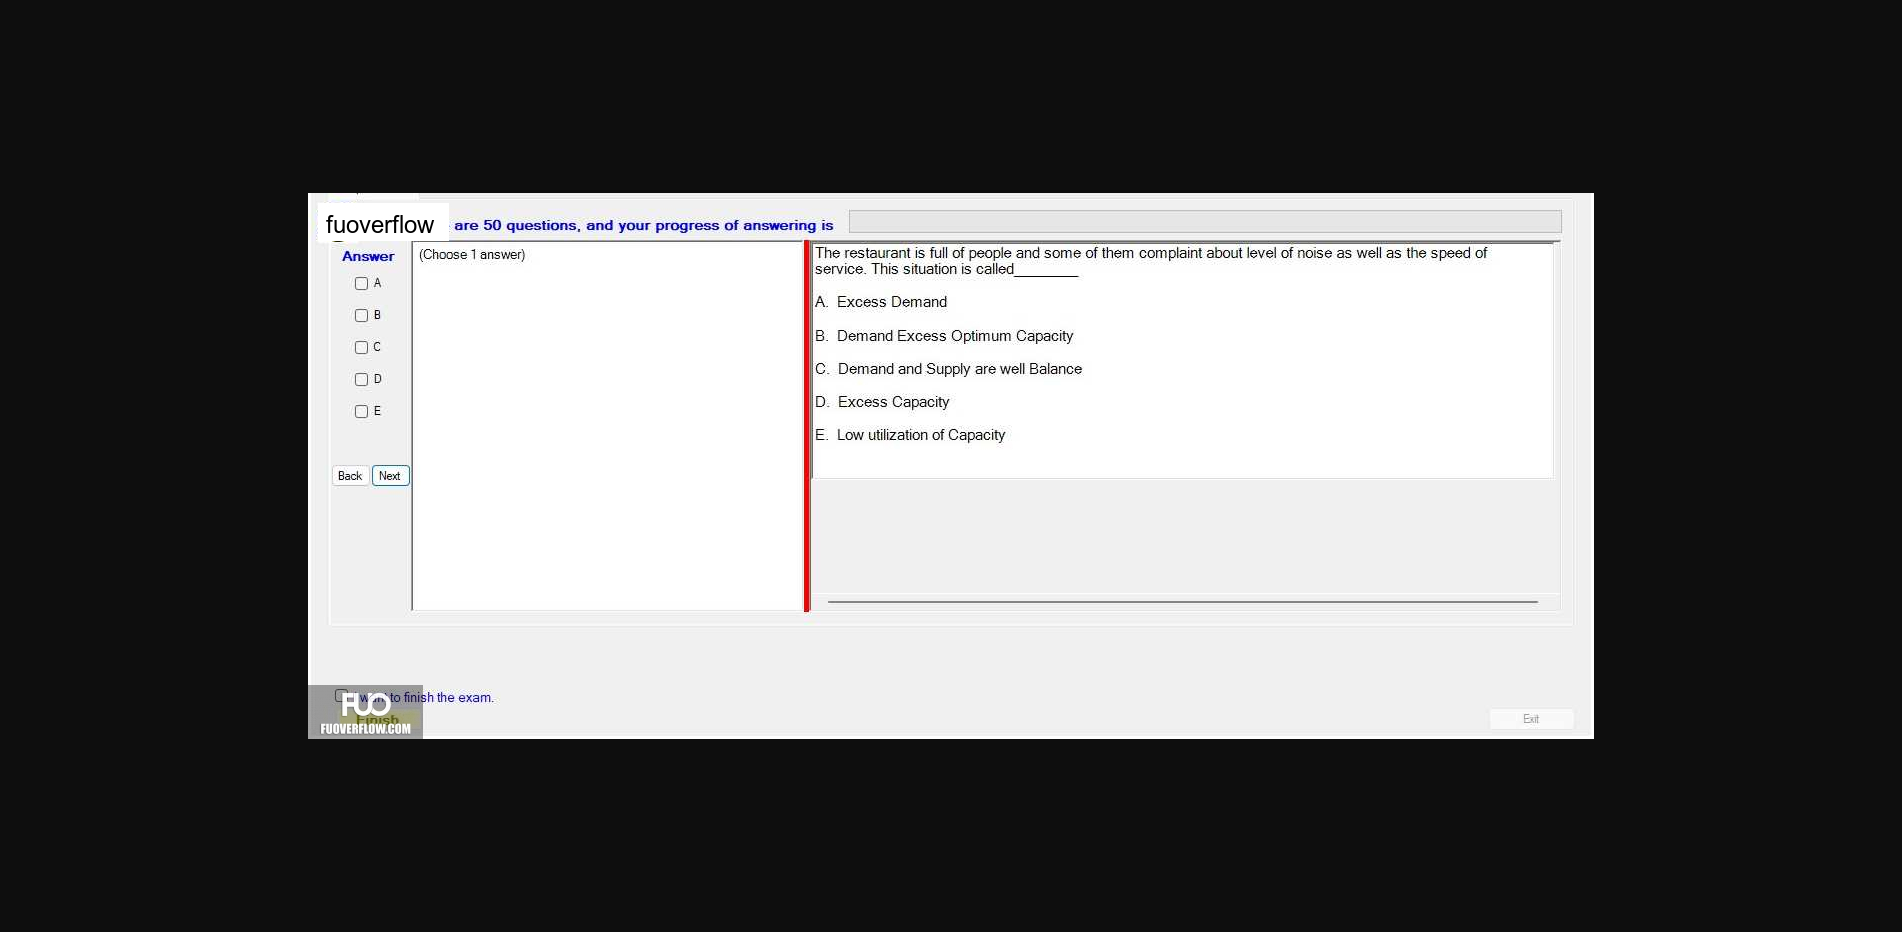 fuoverflow
are 50 questions, and your progress of answering is
Answer
(Choose 1 answer)
A
B
C
D
E
Back Next
The restaurant is full of people and some of them complaint about level of noise as well as the speed of
service. This situation is called________
A. Excess Demand
B. Demand Excess Optimum Capacity
C. Demand and Supply are well Balance
D. Excess Capacity
E. Low utilization of Capacity
want to finish the exam.
FUO
Finish
FUOVERFLOW.COM
Exit